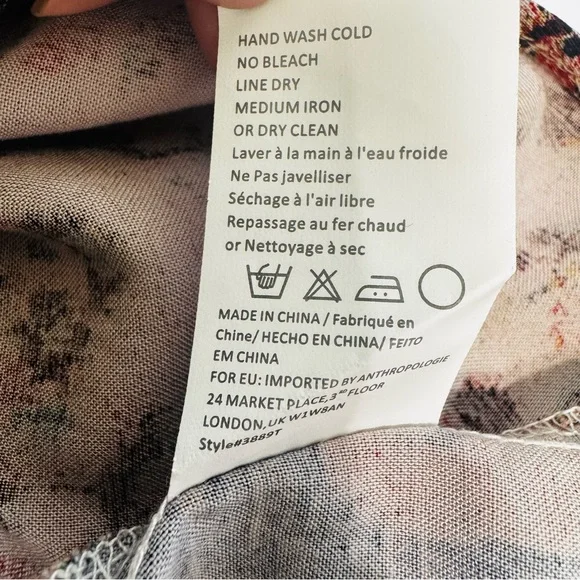 HAND WASH COLD
NO BLEACH
LINE DRY
MEDIUM IRON
OR DRY CLEAN
Laver à la main à l'eau froide
Ne Pas javelliser
Séchage à l'air libre
Repassage au fer chaud
or Nettoyage à sec
MADE IN CHINA / Fabriqué en
Chine/ HECHO EN CHINA/ FEITO
EM CHINA
FOR EU: IMPORTED BY ANTHROPOLOGIE
24 MARKET PLACE, 3RD FLOOR
LONDON, UK W1W8AN
Style#3889T